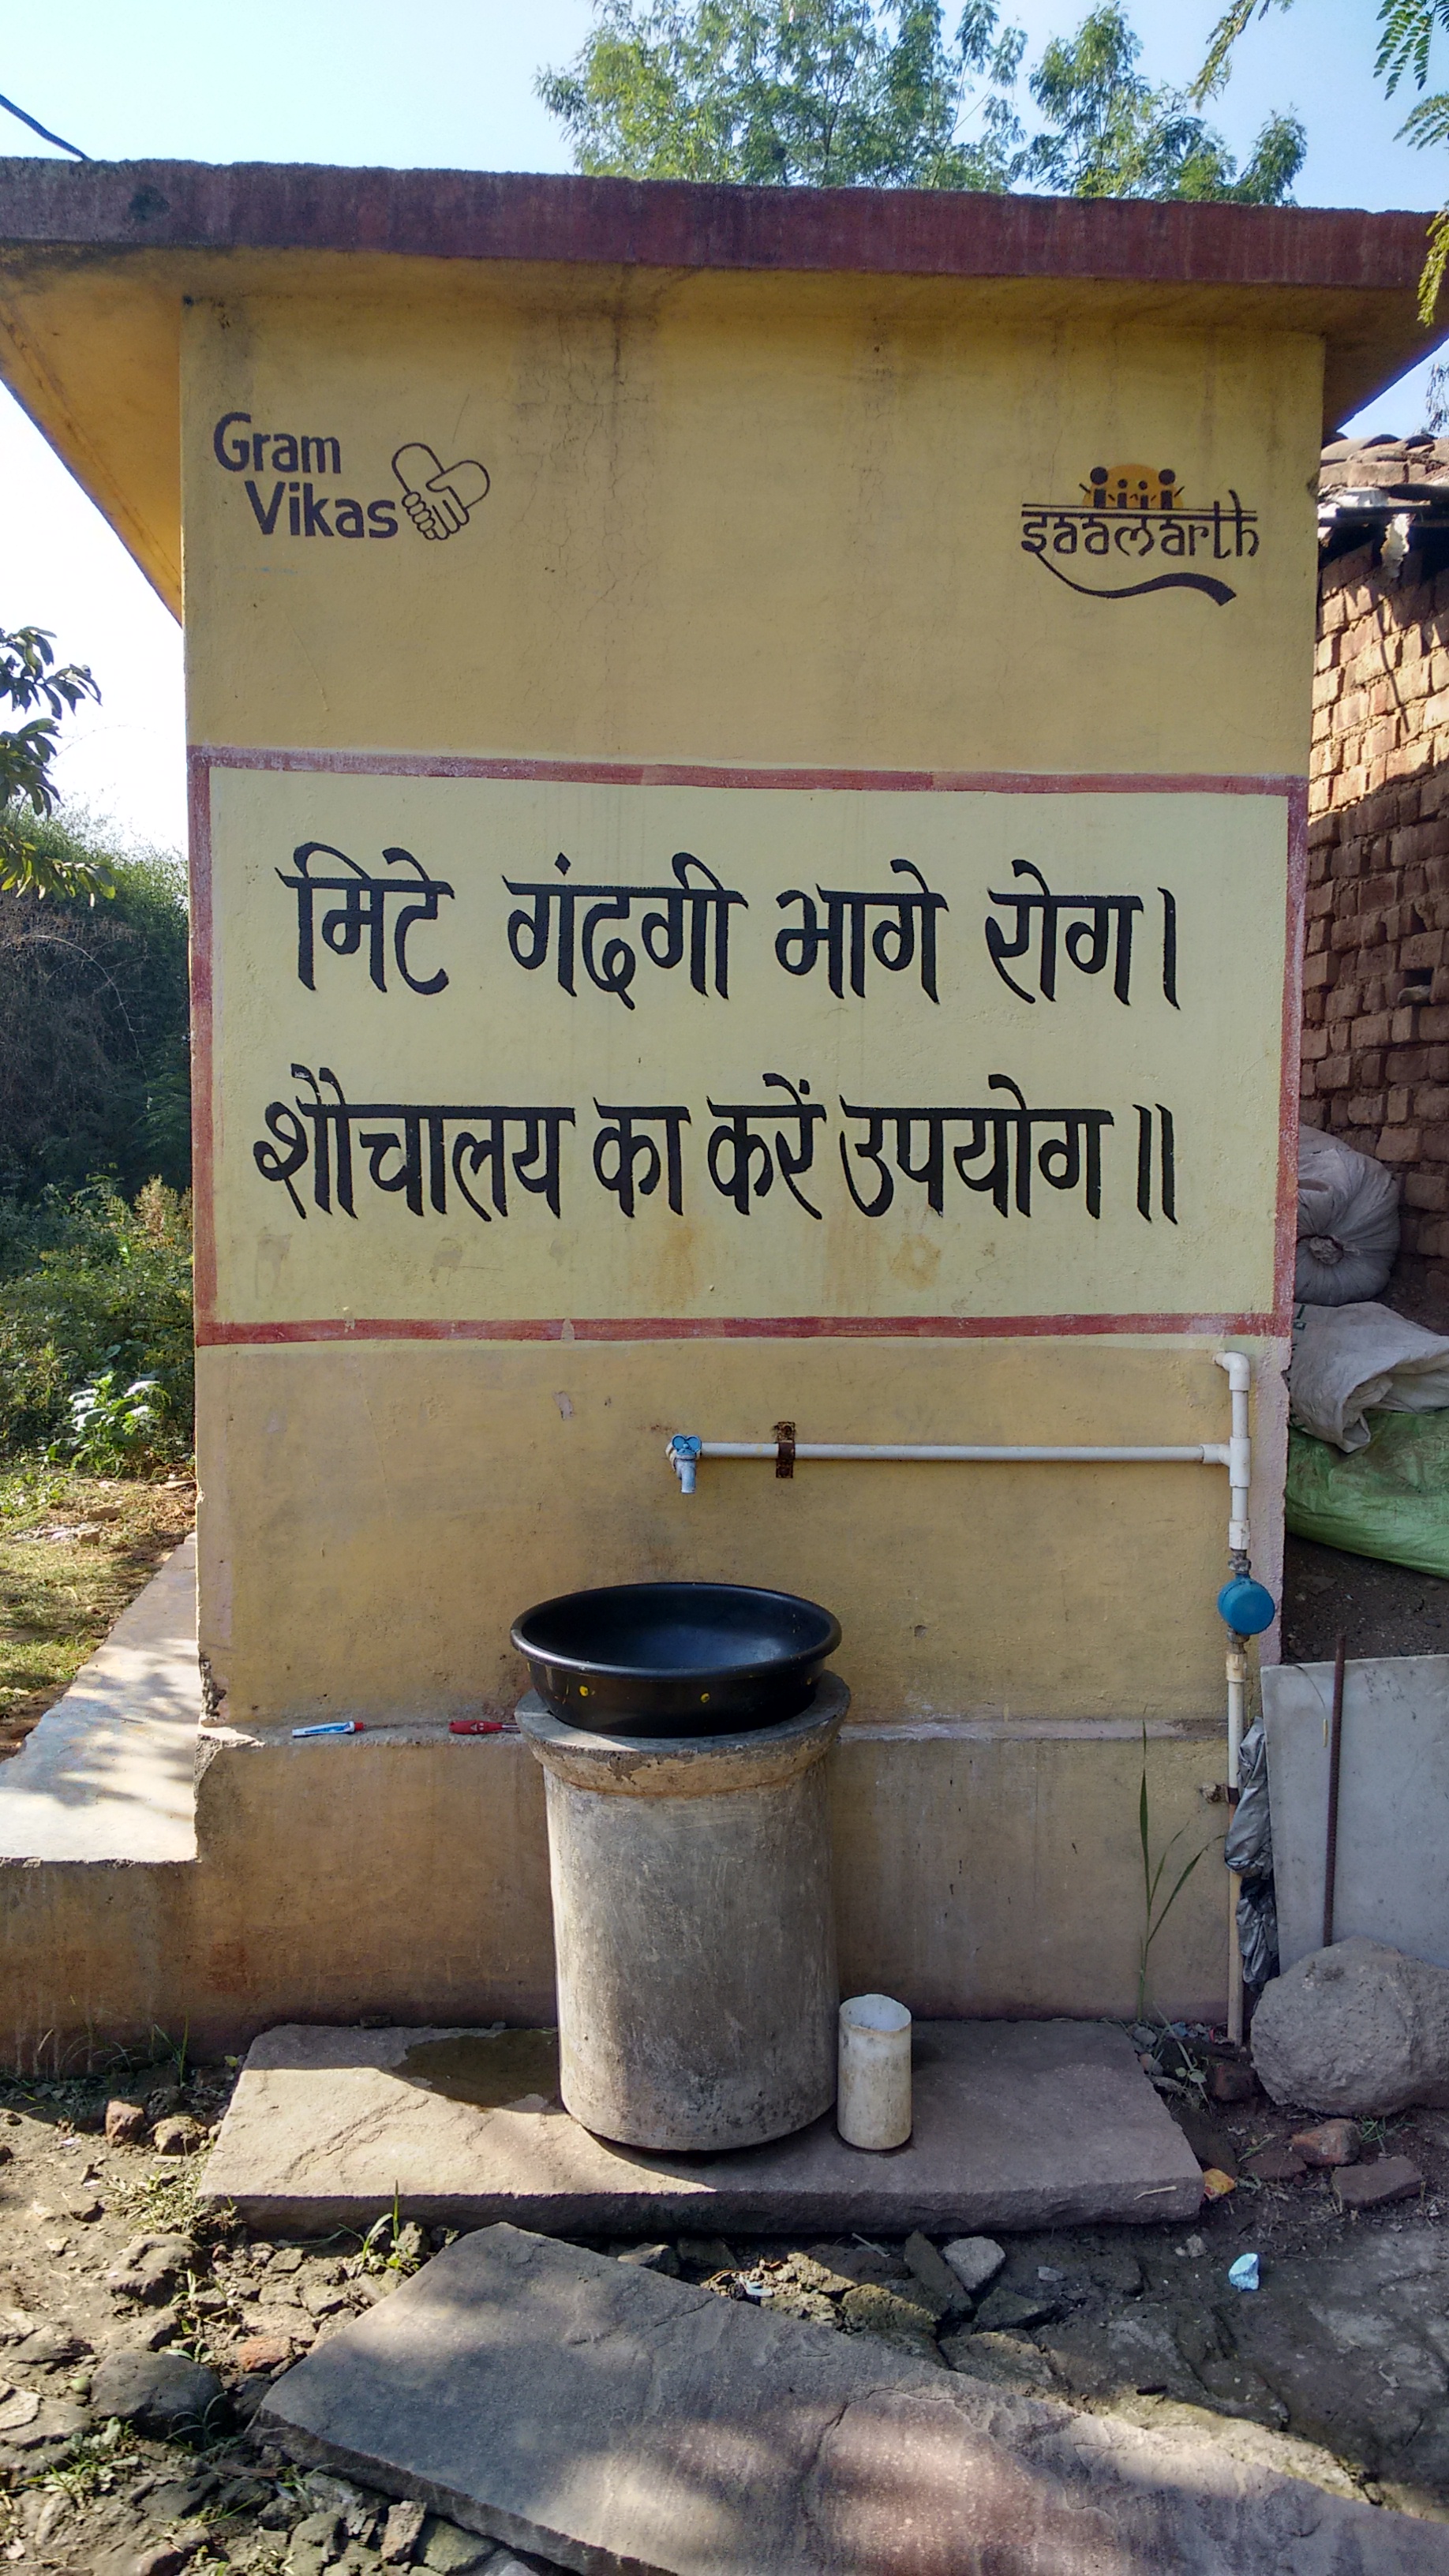 Gram
Vikas
saamarth
मिटे गंदगी भागे रोग।
शौचालय का करें उपयोग॥